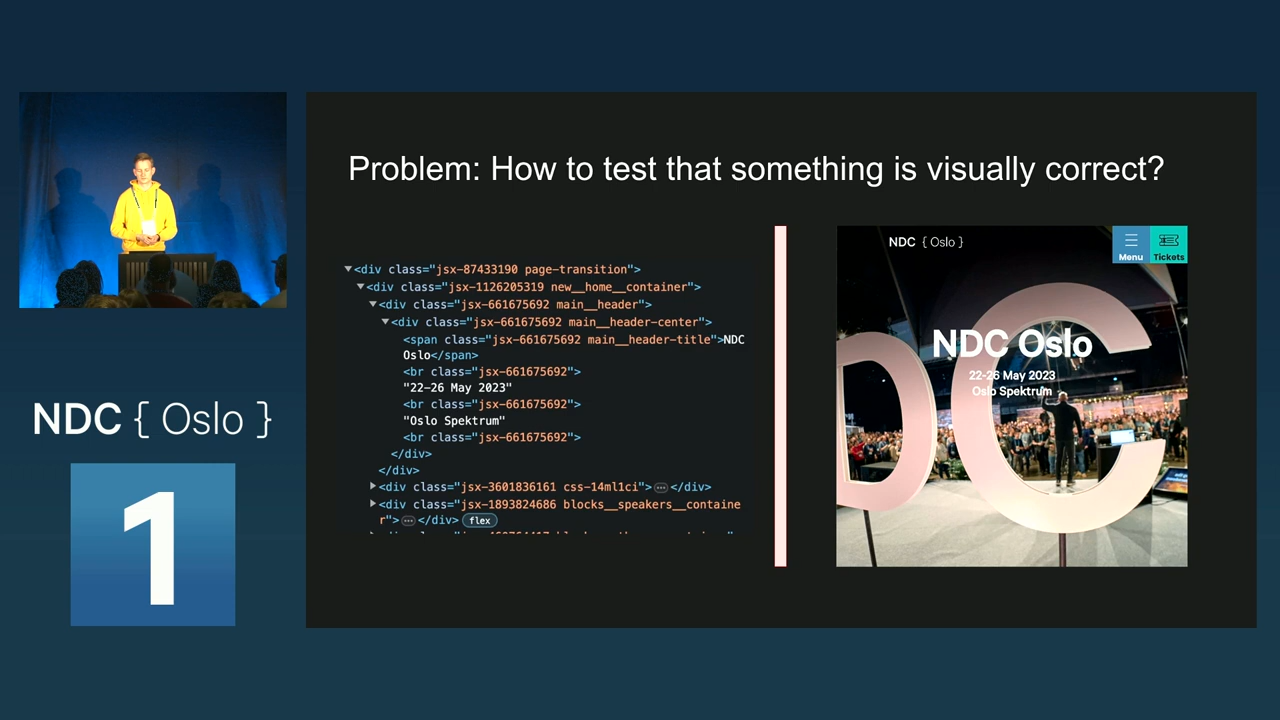 Problem: How to test that something is visually correct?
▼<div class="jsx-87433190 page-transition">
▼<div class="jsx-1126205319 new__home__container">
▼<div class="jsx-661675692 main__header">
▼<div class="jsx-661675692 main__header-center">
<span class="jsx-661675692 main__header-title">NDC
Oslo</span>
<br class="jsx-661675692">
"22-26 May 2023"
<br class="jsx-661675692">
"Oslo Spektrum"
<br class="jsx-661675692">
</div>
</div>
▶<div class="jsx-3601836161 css-14ml1ci">…</div>
▶<div class="jsx-1893824686 blocks__speakers__containe
r">…</div> flex
NDC { Oslo }
Menu
Tickets
NDC Oslo
22-26 May 2023
Oslo Spektrum
NDC { Oslo }
1